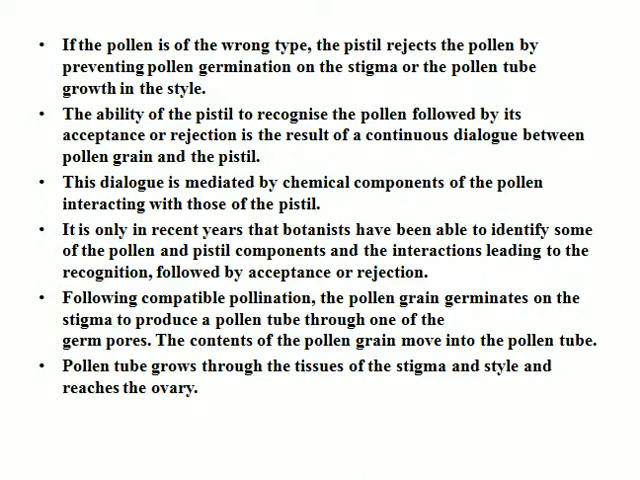 • If the pollen is of the wrong type, the pistil rejects the pollen by
preventing pollen germination on the stigma or the pollen tube
growth in the style.
• The ability of the pistil to recognise the pollen followed by its
acceptance or rejection is the result of a continuous dialogue between
pollen grain and the pistil.
• This dialogue is mediated by chemical components of the pollen
interacting with those of the pistil.
• It is only in recent years that botanists have been able to identify some
of the pollen and pistil components and the interactions leading to the
recognition, followed by acceptance or rejection.
• Following compatible pollination, the pollen grain germinates on the
stigma to produce a pollen tube through one of the
germ pores. The contents of the pollen grain move into the pollen tube.
• Pollen tube grows through the tissues of the stigma and style and
reaches the ovary.